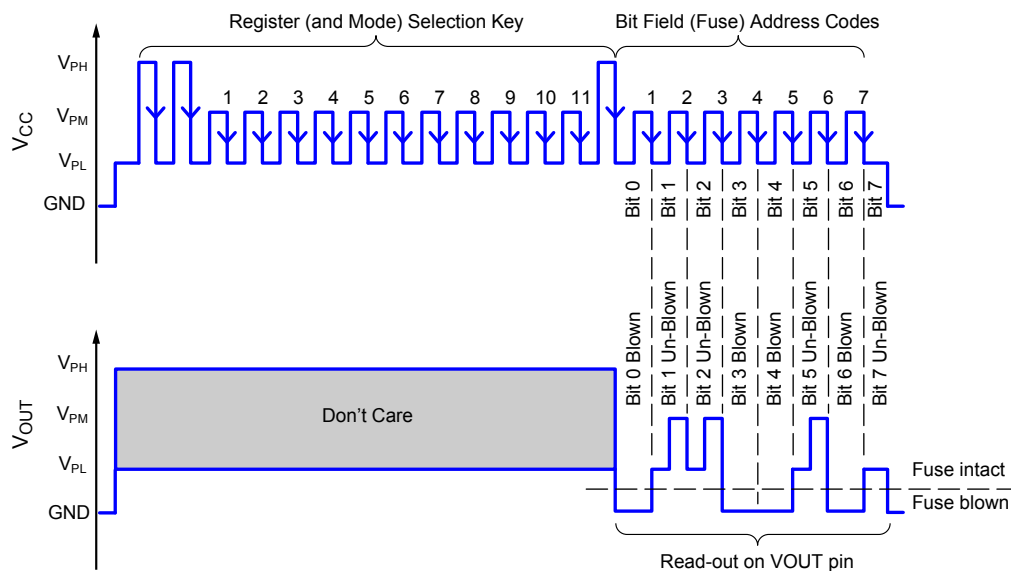 Register (and Mode) Selection Key
Bit Field (Fuse) Address Codes
VPH
VPM
VPL
GND
VCC
1 2 3 4 5 6 7 8 9 10 11 1 2 3 4 5 6 7
Bit 0
Bit 1
Bit 2
Bit 3
Bit 4
Bit 5
Bit 6
Bit 7
VPH
VPM
VPL
GND
VOUT
Don't Care
Bit 0 Blown
Bit 1 Un-Blown
Bit 2 Un-Blown
Bit 3 Blown
Bit 4 Blown
Bit 5 Un-Blown
Bit 6 Blown
Bit 7 Un-Blown
Fuse intact
Fuse blown
Read-out on VOUT pin